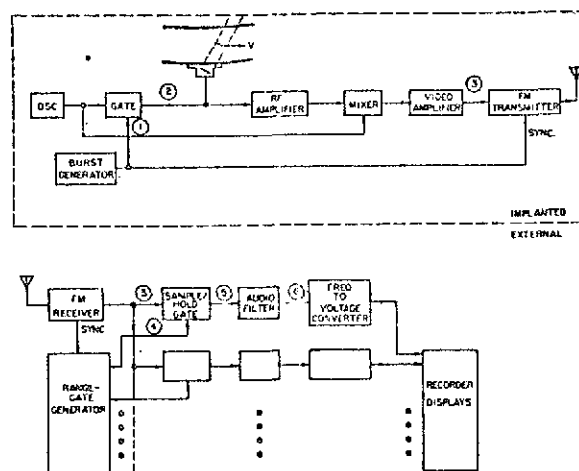 V
OSC
GATE
②
①
RF
AMPLIFIER
MIXER
VIDEO
AMPLIFIER
③
FM
TRANSMITTER
SYNC.
BURST
GENERATOR
IMPLANTED
EXTERNAL
FM
RECEIVER
SYNC
③
④
SAMPLE/
HOLD
GATE
⑤
AUDIO
FILTER
⑥
FREQ
TO
VOLTAGE
CONVERTER
RANGE-
GATE
GENERATOR
RECORDER
DISPLAYS